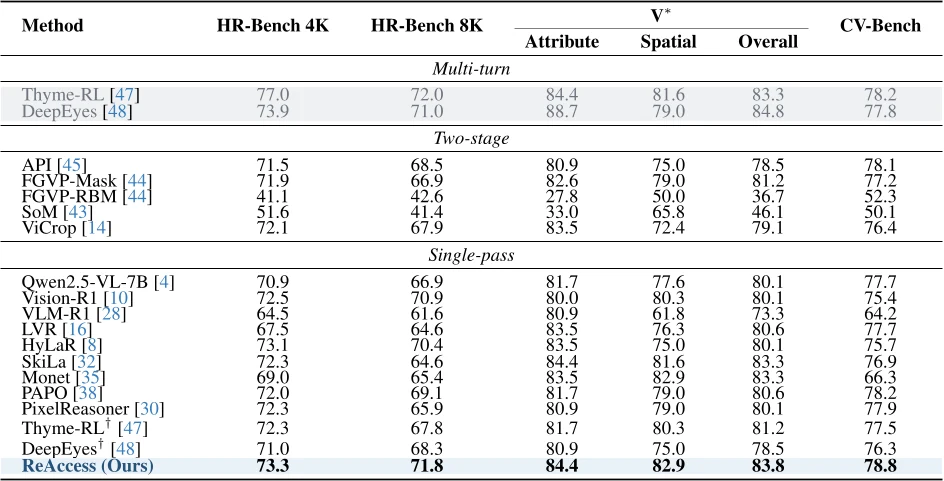 Method HR-Bench 4K HR-Bench 8K V* CV-Bench
Attribute Spatial Overall
Multi-turn
Thyme-RL [47] 77.0 72.0 84.4 81.6 83.3 78.2
DeepEyes [48] 73.9 71.0 88.7 79.0 84.8 77.8
Two-stage
API [45] 71.5 68.5 80.9 75.0 78.5 78.1
FGVP-Mask [44] 71.9 66.9 82.6 79.0 81.2 77.2
FGVP-RBM [44] 41.1 42.6 27.8 50.0 36.7 52.3
SoM [43] 51.6 41.4 33.0 65.8 46.1 50.1
ViCrop [14] 72.1 67.9 83.5 72.4 79.1 76.4
Single-pass
Qwen2.5-VL-7B [4] 70.9 66.9 81.7 77.6 80.1 77.7
Vision-R1 [10] 72.5 70.9 80.0 80.3 80.1 75.4
VLM-R1 [28] 64.5 61.6 80.9 61.8 73.3 64.2
LVR [16] 67.5 64.6 83.5 76.3 80.6 77.7
HyLaR [8] 73.1 70.4 83.5 75.0 80.1 75.7
SkiLa [32] 72.3 64.6 84.4 81.6 83.3 76.9
Monet [35] 69.0 65.4 83.5 82.9 83.3 66.3
PAPO [38] 72.0 69.1 81.7 79.0 80.6 78.2
PixelReasoner [30] 72.3 65.9 80.9 79.0 80.1 77.9
Thyme-RL† [47] 72.3 67.8 81.7 80.3 81.2 77.5
DeepEyes† [48] 71.0 68.3 80.9 75.0 78.5 76.3
ReAccess (Ours) 73.3 71.8 84.4 82.9 83.8 78.8